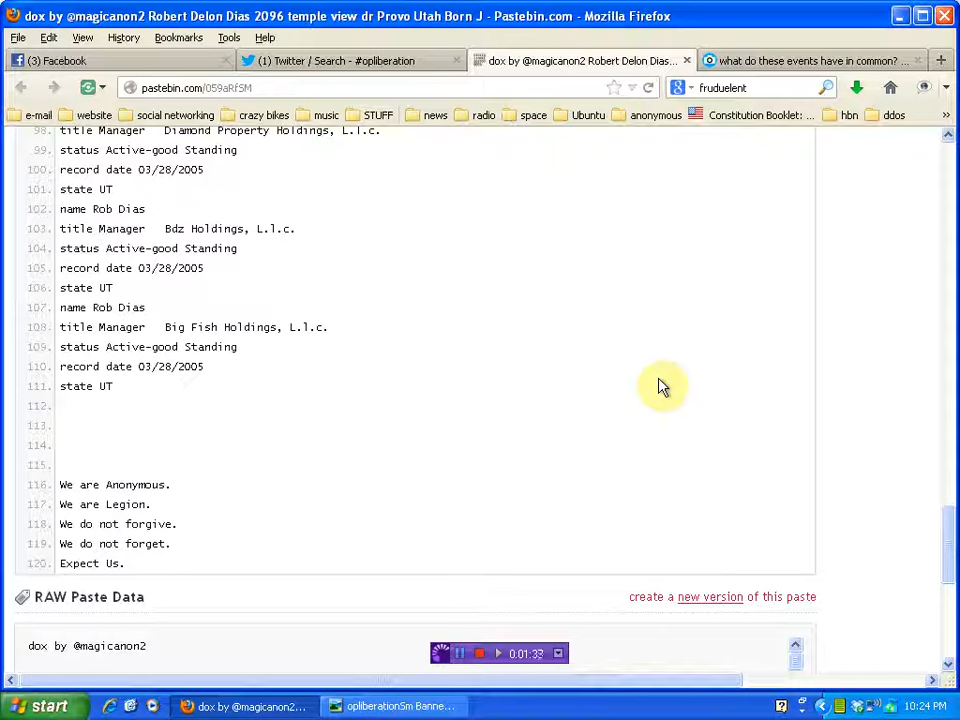 dox by @magicanon2 Robert Delon Dias 2096 temple view dr Provo Utah Born J - Pastebin.com - Mozilla Firefox
File Edit View History Bookmarks Tools Help
(3) Facebook (1) Twitter / Search - #opliberation dox by @magicanon2 Robert Delon Dias... what do these events have in common? ...
pastebin.com/059aRfSM fruduelent
e-mail website social networking crazy bikes music STUFF news radio space Ubuntu anonymous Constitution Booklet: ... hbn ddos
98. title Manager Diamond Property Holdings, L.l.c.
99. status Active-good Standing
100. record date 03/28/2005
101. state UT
102. name Rob Dias
103. title Manager Bdz Holdings, L.l.c.
104. status Active-good Standing
105. record date 03/28/2005
106. state UT
107. name Rob Dias
108. title Manager Big Fish Holdings, L.l.c.
109. status Active-good Standing
110. record date 03/28/2005
111. state UT
112.
113.
114.
115.
116. We are Anonymous.
117. We are Legion.
118. We do not forgive.
119. We do not forget.
120. Expect Us.
RAW Paste Data create a new version of this paste
dox by @magicanon2
0:01:33
start dox by @magicanon2... opliberationSm Banne... 10:24 PM